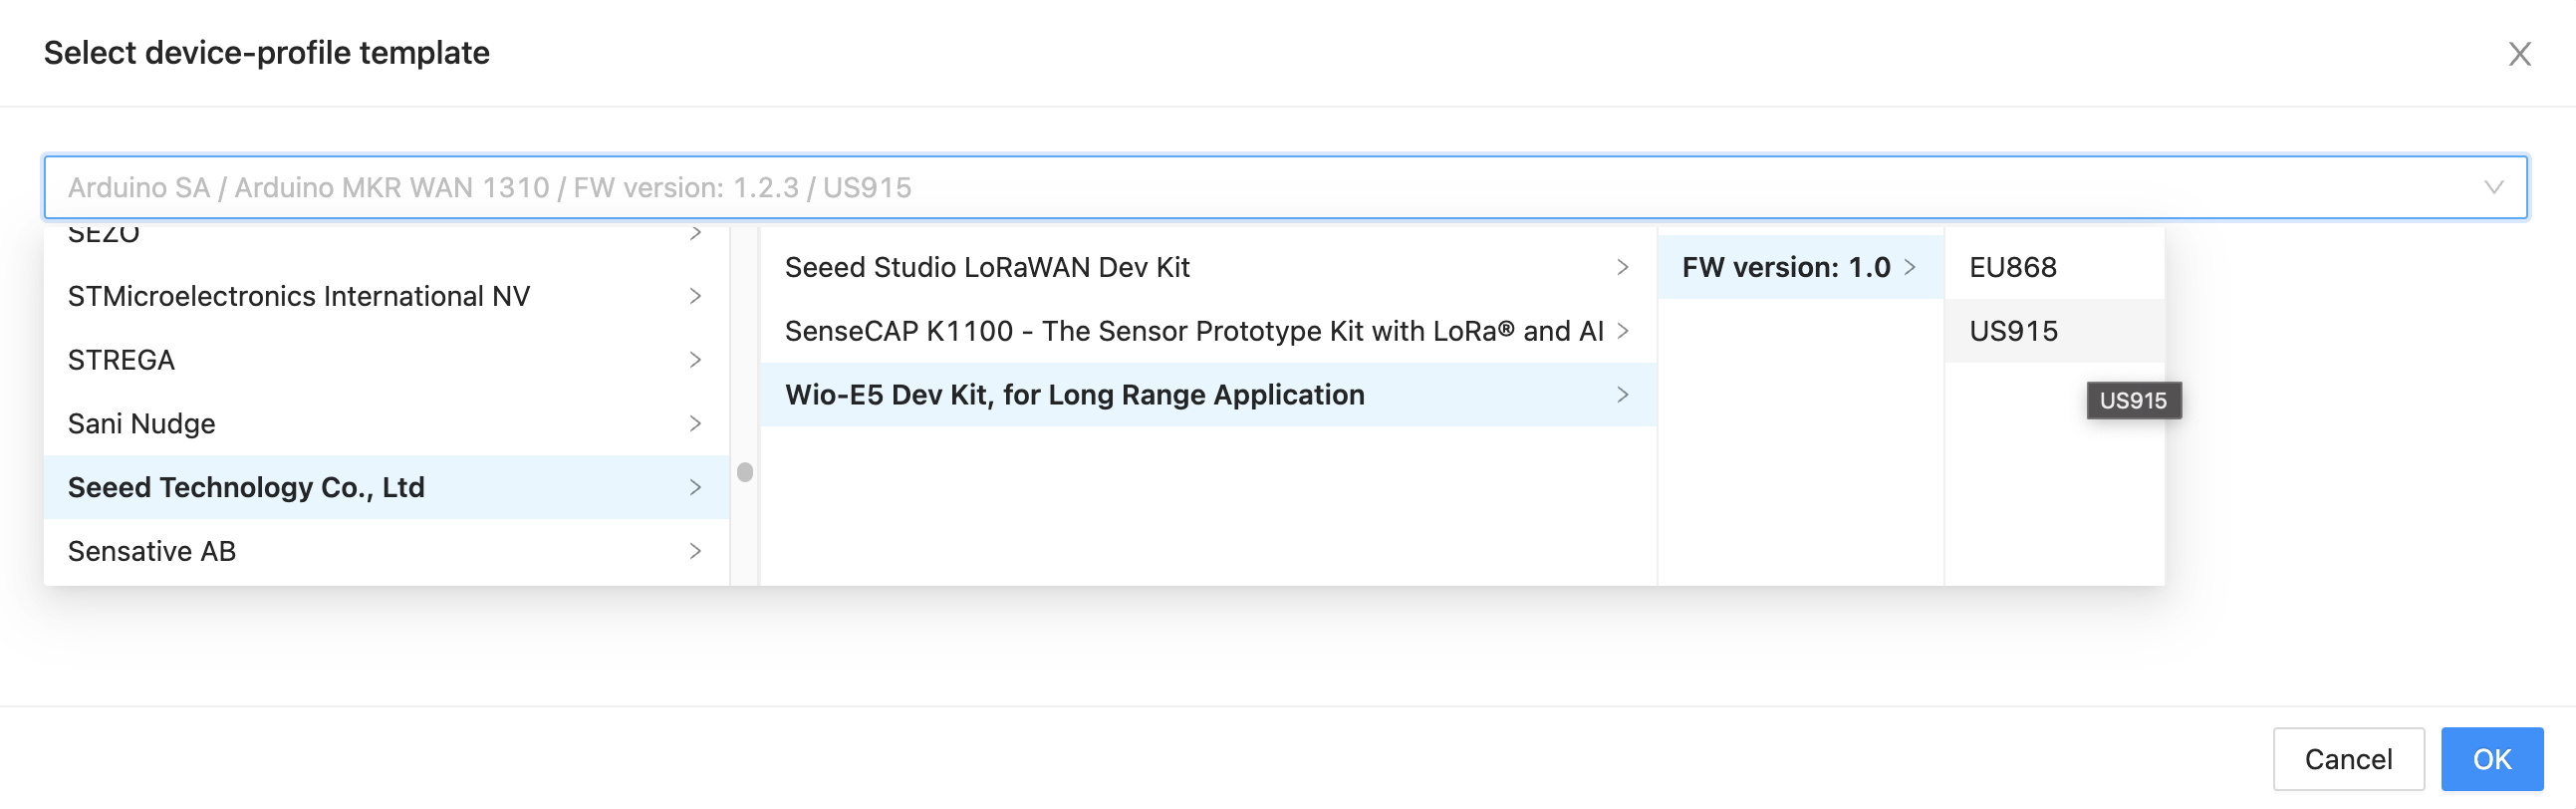 Select device-profile template
Arduino SA / Arduino MKR WAN 1310 / FW version: 1.2.3 / US915
SEZO
STMicroelectronics International NV
STREGA
Sani Nudge
Seeed Technology Co., Ltd
Sensative AB
Seeed Studio LoRaWAN Dev Kit
SenseCAP K1100 - The Sensor Prototype Kit with LoRa® and AI
Wio-E5 Dev Kit, for Long Range Application
FW version: 1.0
EU868
US915
US915
Cancel
OK